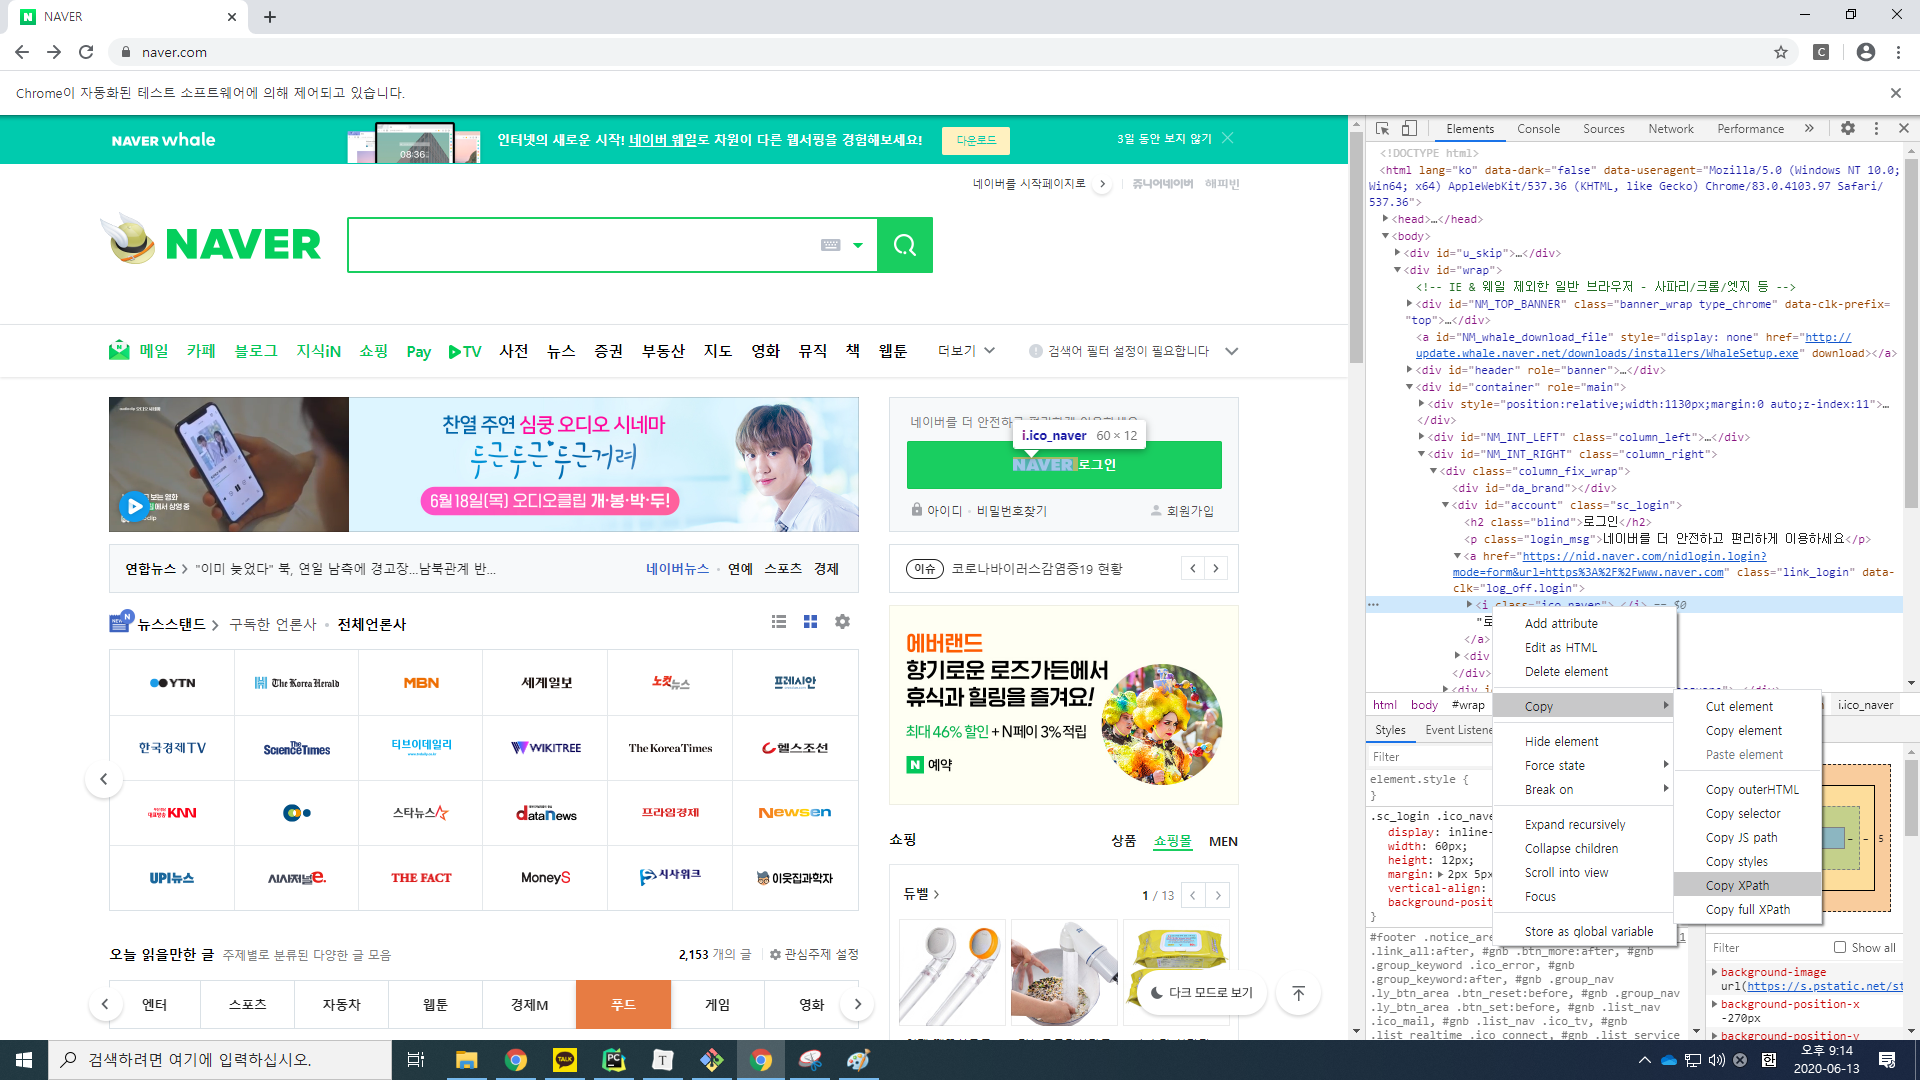 NAVER
naver.com
Chrome이 자동화된 테스트 소프트웨어에 의해 제어되고 있습니다.
NAVER whale
08:36
인터넷의 새로운 시작! 네이버 웨일로 차원이 다른 웹서핑을 경험해보세요!
다운로드
3일 동안 보지 않기
네이버를 시작페이지로
쥬니어네이버 해피빈
NAVER
메일 카페 블로그 지식iN 쇼핑 Pay TV 사전 뉴스 증권 부동산 지도 영화 뮤직 책 웹툰 더보기
검색어 필터 설정이 필요합니다
찬열 주연 심쿵 오디오 시네마
두근두근 두근거려
6월18일(목) 오디오클립 개·봉·박·두!
네이버를 더 안전하
i.ico_naver 60 × 12
NAVER 로그인
아이디 · 비밀번호찾기
회원가입
연합뉴스 "이미 늦었다" 북, 연일 남측에 경고장...남북관계 반...
네이버뉴스 · 연예 스포츠 경제
이슈 코로나바이러스감염증19 현황
뉴스스탠드 구독한 언론사 · 전체언론사
YTN The Korea Herald MBN 세계일보 노컷뉴스 프레시안
한국경제TV The ScienceTimes 티브이데일리 WIKITREE The Korea Times 헬스조선
KNN 스타뉴스 dataNews 프라임경제 Newsen
UPI뉴스 시사저널e. THE FACT MoneyS 시사위크 이웃집과학자
에버랜드
향기로운 로즈가든에서
휴식과 힐링을 즐겨요!
최대 46% 할인 + N페이 3% 적립
N 예약
쇼핑
상품 쇼핑몰 MEN
듀벨
1 / 13
오늘 읽을만한 글 주제별로 분류된 다양한 글 모음
2,153 개의 글 관심주제 설정
엔터 스포츠 자동차 웹툰 경제M 푸드 게임 영화
다크 모드로 보기
Elements Console Sources Network Performance
<!DOCTYPE html>
<html lang="ko" data-dark="false" data-useragent="Mozilla/5.0 (Windows NT 10.0;
Win64; x64) AppleWebKit/537.36 (KHTML, like Gecko) Chrome/83.0.4103.97 Safari/
537.36">
<head>…</head>
<body>
<div id="u_skip">…</div>
<div id="wrap">
<!-- IE & 웨일 제외한 일반 브라우저 - 사파리/크롬/엣지 등 -->
<div id="NM_TOP_BANNER" class="banner_wrap type_chrome" data-clk-prefix=
"top">…</div>
<a id="NM_whale_download_file" style="display: none" href="http://
update.whale.naver.net/downloads/installers/WhaleSetup.exe" download></a>
<div id="header" role="banner">…</div>
<div id="container" role="main">
<div style="position:relative;width:1130px;margin:0 auto;z-index:11">…
</div>
<div id="NM_INT_LEFT" class="column_left">…</div>
<div id="NM_INT_RIGHT" class="column_right">
<div class="column_fix_wrap">
<div id="da_brand"></div>
<div id="account" class="sc_login">
<h2 class="blind">로그인</h2>
<p class="login_msg">네이버를 더 안전하고 편리하게 이용하세요</p>
<a href="https://nid.naver.com/nidlogin.login?
mode=form&url=https%3A%2F%2Fwww.naver.com" class="link_login" data-
clk="log_off.login">
<i class="ico_naver"> </i> == $0
"로
</a>
<div
</div>
html body #wrap
i.ico_naver
Styles Event Listene
Filter
element.style {
}
.sc_login .ico_nave
display: inline-
width: 60px;
height: 12px;
margin: 2px 5px
vertical-align:
background-posit
}
#footer .notice_are
.link_all:after, #gnb .btn_more:after, #gnb
.group_keyword .ico_error, #gnb
.group_keyword:after, #gnb .group_nav
.ly_btn_area .btn_reset:before, #gnb .group_nav
.ly_btn_area .btn_set:before, #gnb .list_nav
.ico_mail, #gnb .list_nav .ico_tv, #gnb
.list_realtime .ico_connect, #gnb .list_service
Add attribute
Edit as HTML
Delete element
Copy
Hide element
Force state
Break on
Expand recursively
Collapse children
Scroll into view
Focus
Store as global variable
Cut element
Copy element
Paste element
Copy outerHTML
Copy selector
Copy JS path
Copy styles
Copy XPath
Copy full XPath
5
Filter
Show all
background-image
url(https://s.pstatic.net/st
background-position-x
-270px
background-position-y
검색하려면 여기에 입력하십시오.
오후 9:14
2020-06-13